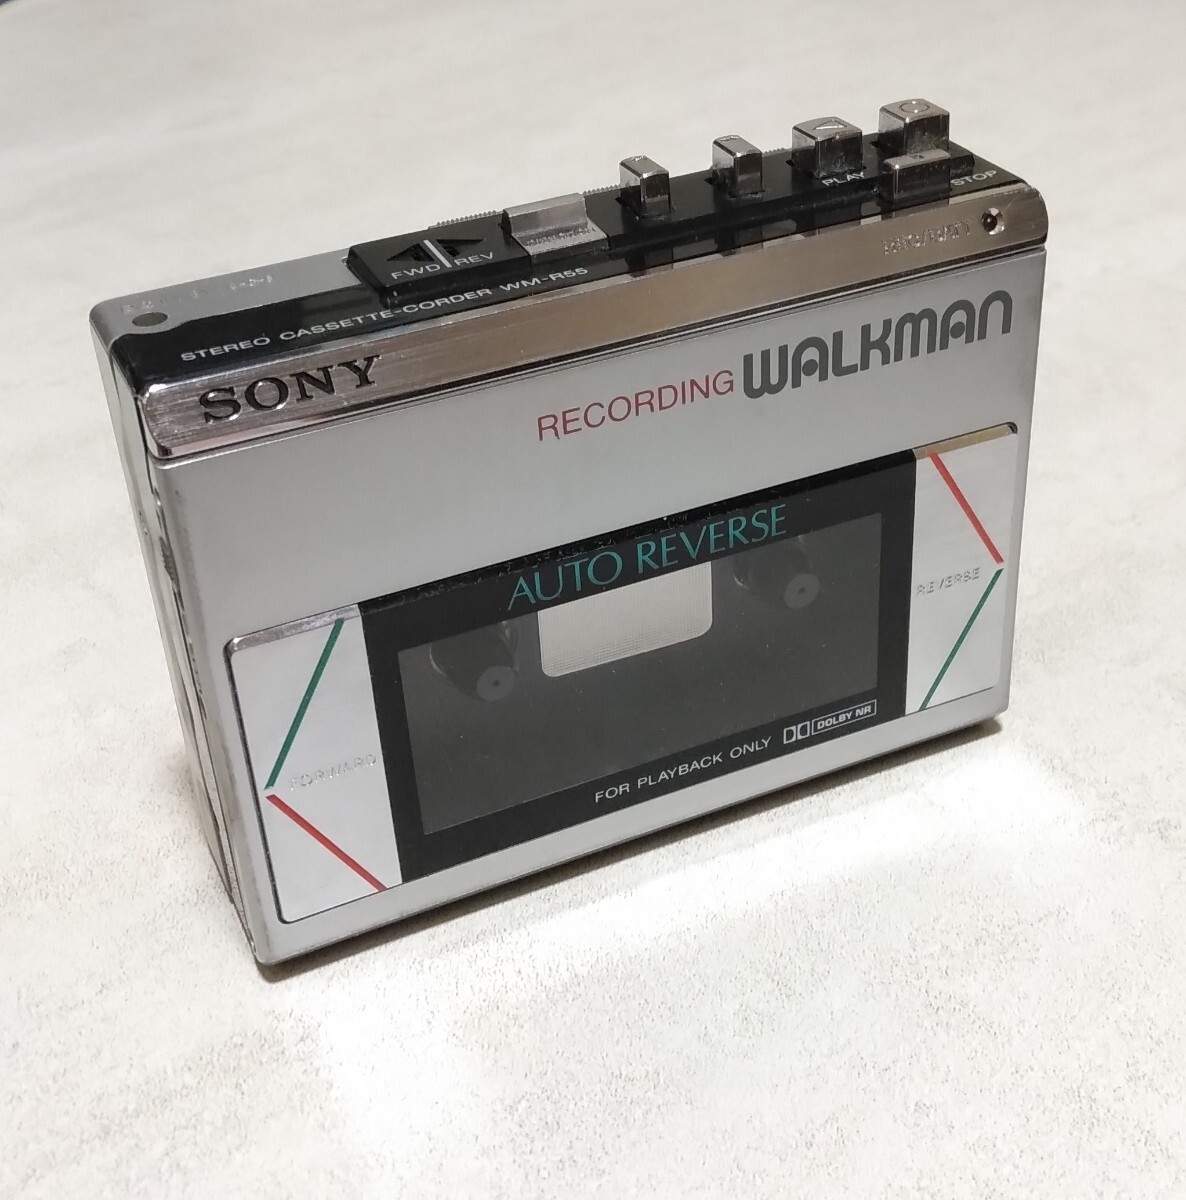 FWD REV
PLAY
STOP
STEREO CASSETTE-CORDER WM-R55
SONY
RECORDING WALKMAN
AUTO REVERSE
REVERSE
FORWARD
FOR PLAYBACK ONLY DOLBY NR